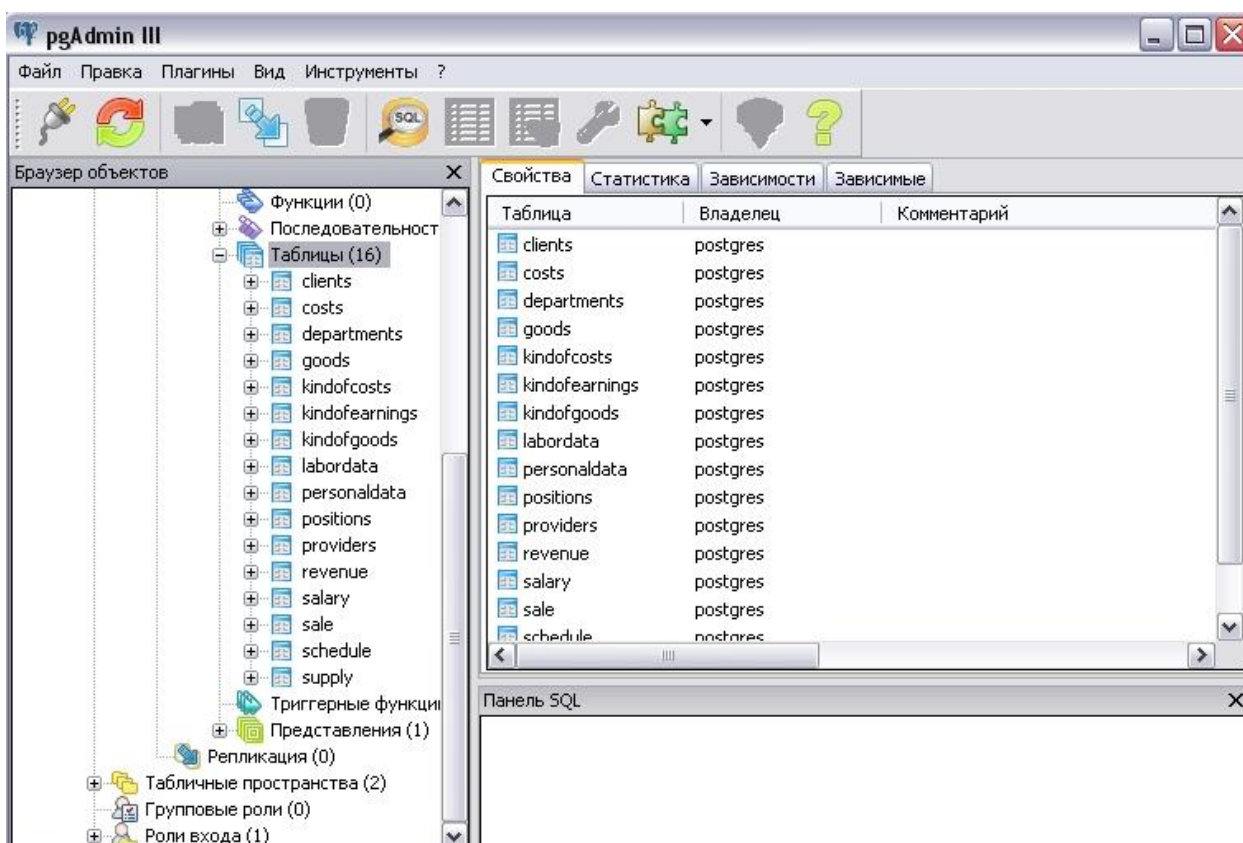 pgAdmin III
Файл Правка Плагины Вид Инструменты ?
SQL
Браузер объектов
Функции (0)
Последовательност
Таблицы (16)
clients
costs
departments
goods
kindofcosts
kindofearnings
kindofgoods
labordata
personaldata
positions
providers
revenue
salary
sale
schedule
supply
Триггерные функци
Представления (1)
Репликация (0)
Табличные пространства (2)
Групповые роли (0)
Роли входа (1)
Свойства Статистика Зависимости Зависимые
Таблица Владелец Комментарий
clients postgres
costs postgres
departments postgres
goods postgres
kindofcosts postgres
kindofearnings postgres
kindofgoods postgres
labordata postgres
personaldata postgres
positions postgres
providers postgres
revenue postgres
salary postgres
sale postgres
schedule postgres
Панель SQL